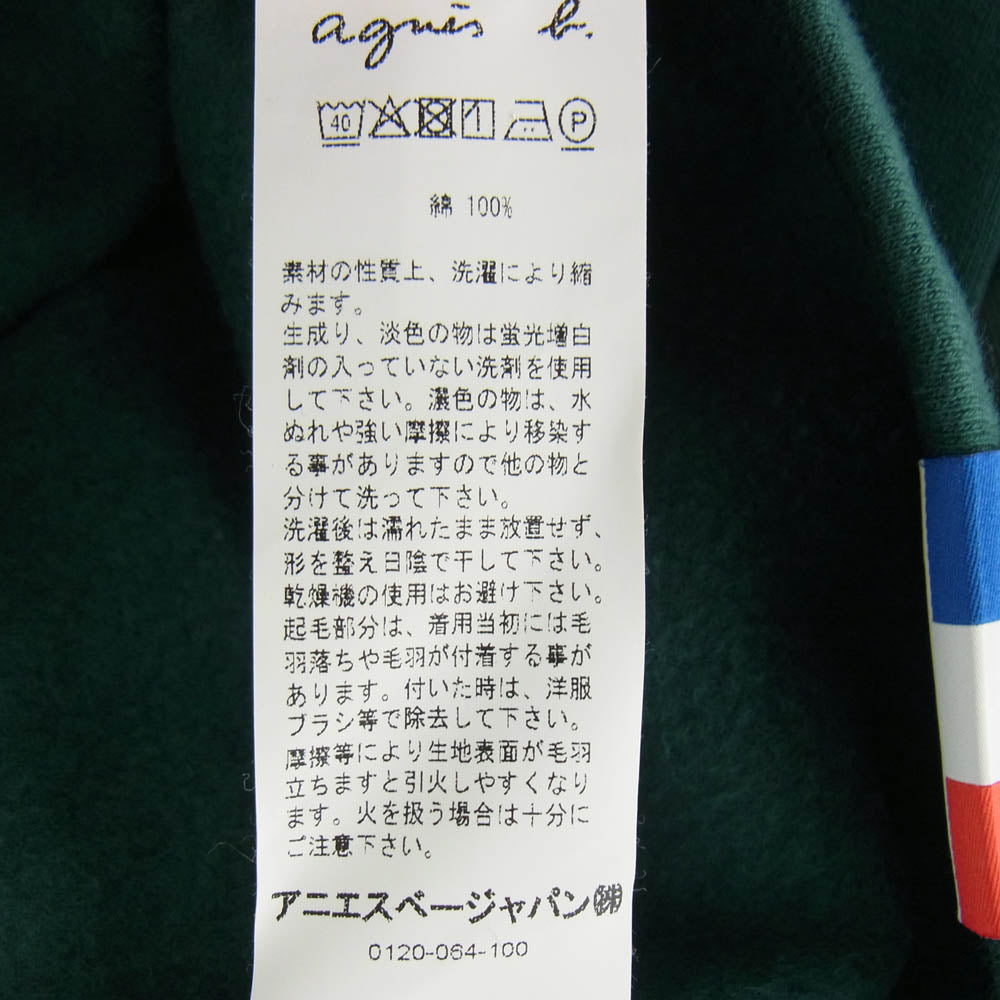 agnès b.
40 P
綿 100%
素材の性質上、洗濯により縮
みます。
生成り、淡色の物は蛍光増白
剤の入っていない洗剤を使用
して下さい。濃色の物は、水
ぬれや強い摩擦により移染す
る事がありますので他の物と
分けて洗って下さい。
洗濯後は濡れたまま放置せず、
形を整え日陰で干して下さい。
乾燥機の使用はお避け下さい。
起毛部分は、着用当初には毛
羽落ちや毛羽が付着する事が
あります。付いた時は、洋服
ブラシ等で除去して下さい。
摩擦等により生地表面が毛羽
立ちますと引火しやすくなり
ます。火を扱う場合は十分に
ご注意下さい。
アニエスベージャパン㈱
0120-064-100